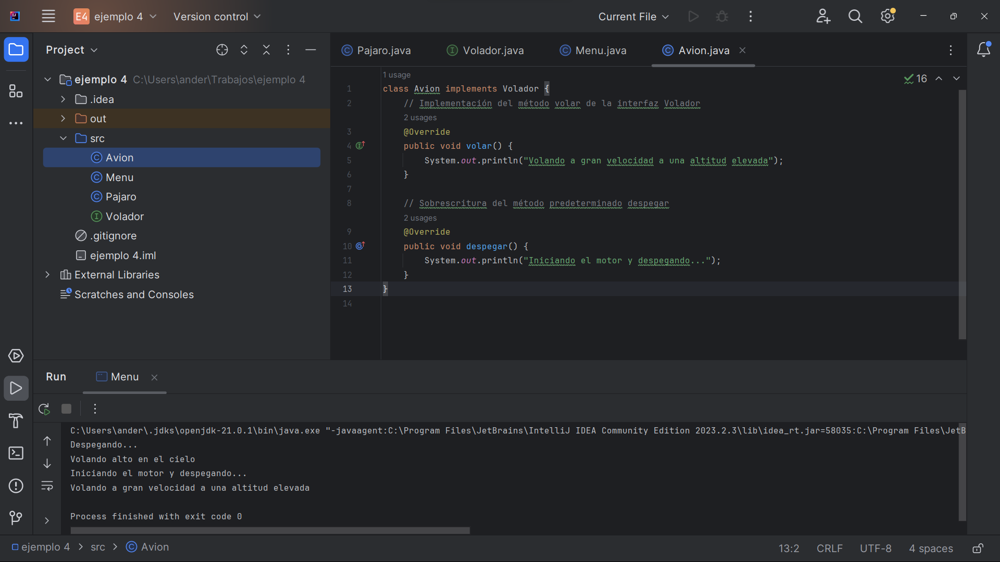 E4 ejemplo 4 Version control Current File
Project
Pajaro.java Volador.java Menu.java Avion.java
ejemplo 4 C:\Users\ander\Trabajos\ejemplo 4
.idea
out
src
Avion
Menu
Pajaro
Volador
.gitignore
ejemplo 4.iml
External Libraries
Scratches and Consoles
16
1 usage
1 class Avion implements Volador {
2 // Implementación del método volar de la interfaz Volador
2 usages
3 @Override
4 public void volar() {
5 System.out.println("Volando a gran velocidad a una altitud elevada");
6 }
7
8 // Sobrescritura del método predeterminado despegar
2 usages
9 @Override
10 public void despegar() {
11 System.out.println("Iniciando el motor y despegando...");
12 }
13 }
14
Run Menu
C:\Users\ander\.jdks\openjdk-21.0.1\bin\java.exe "-javaagent:C:\Program Files\JetBrains\IntelliJ IDEA Community Edition 2023.2.3\lib\idea_rt.jar=58035:C:\Program Files\JetB
Despegando...
Volando alto en el cielo
Iniciando el motor y despegando...
Volando a gran velocidad a una altitud elevada
Process finished with exit code 0
ejemplo 4 > src > Avion
13:2 CRLF UTF-8 4 spaces